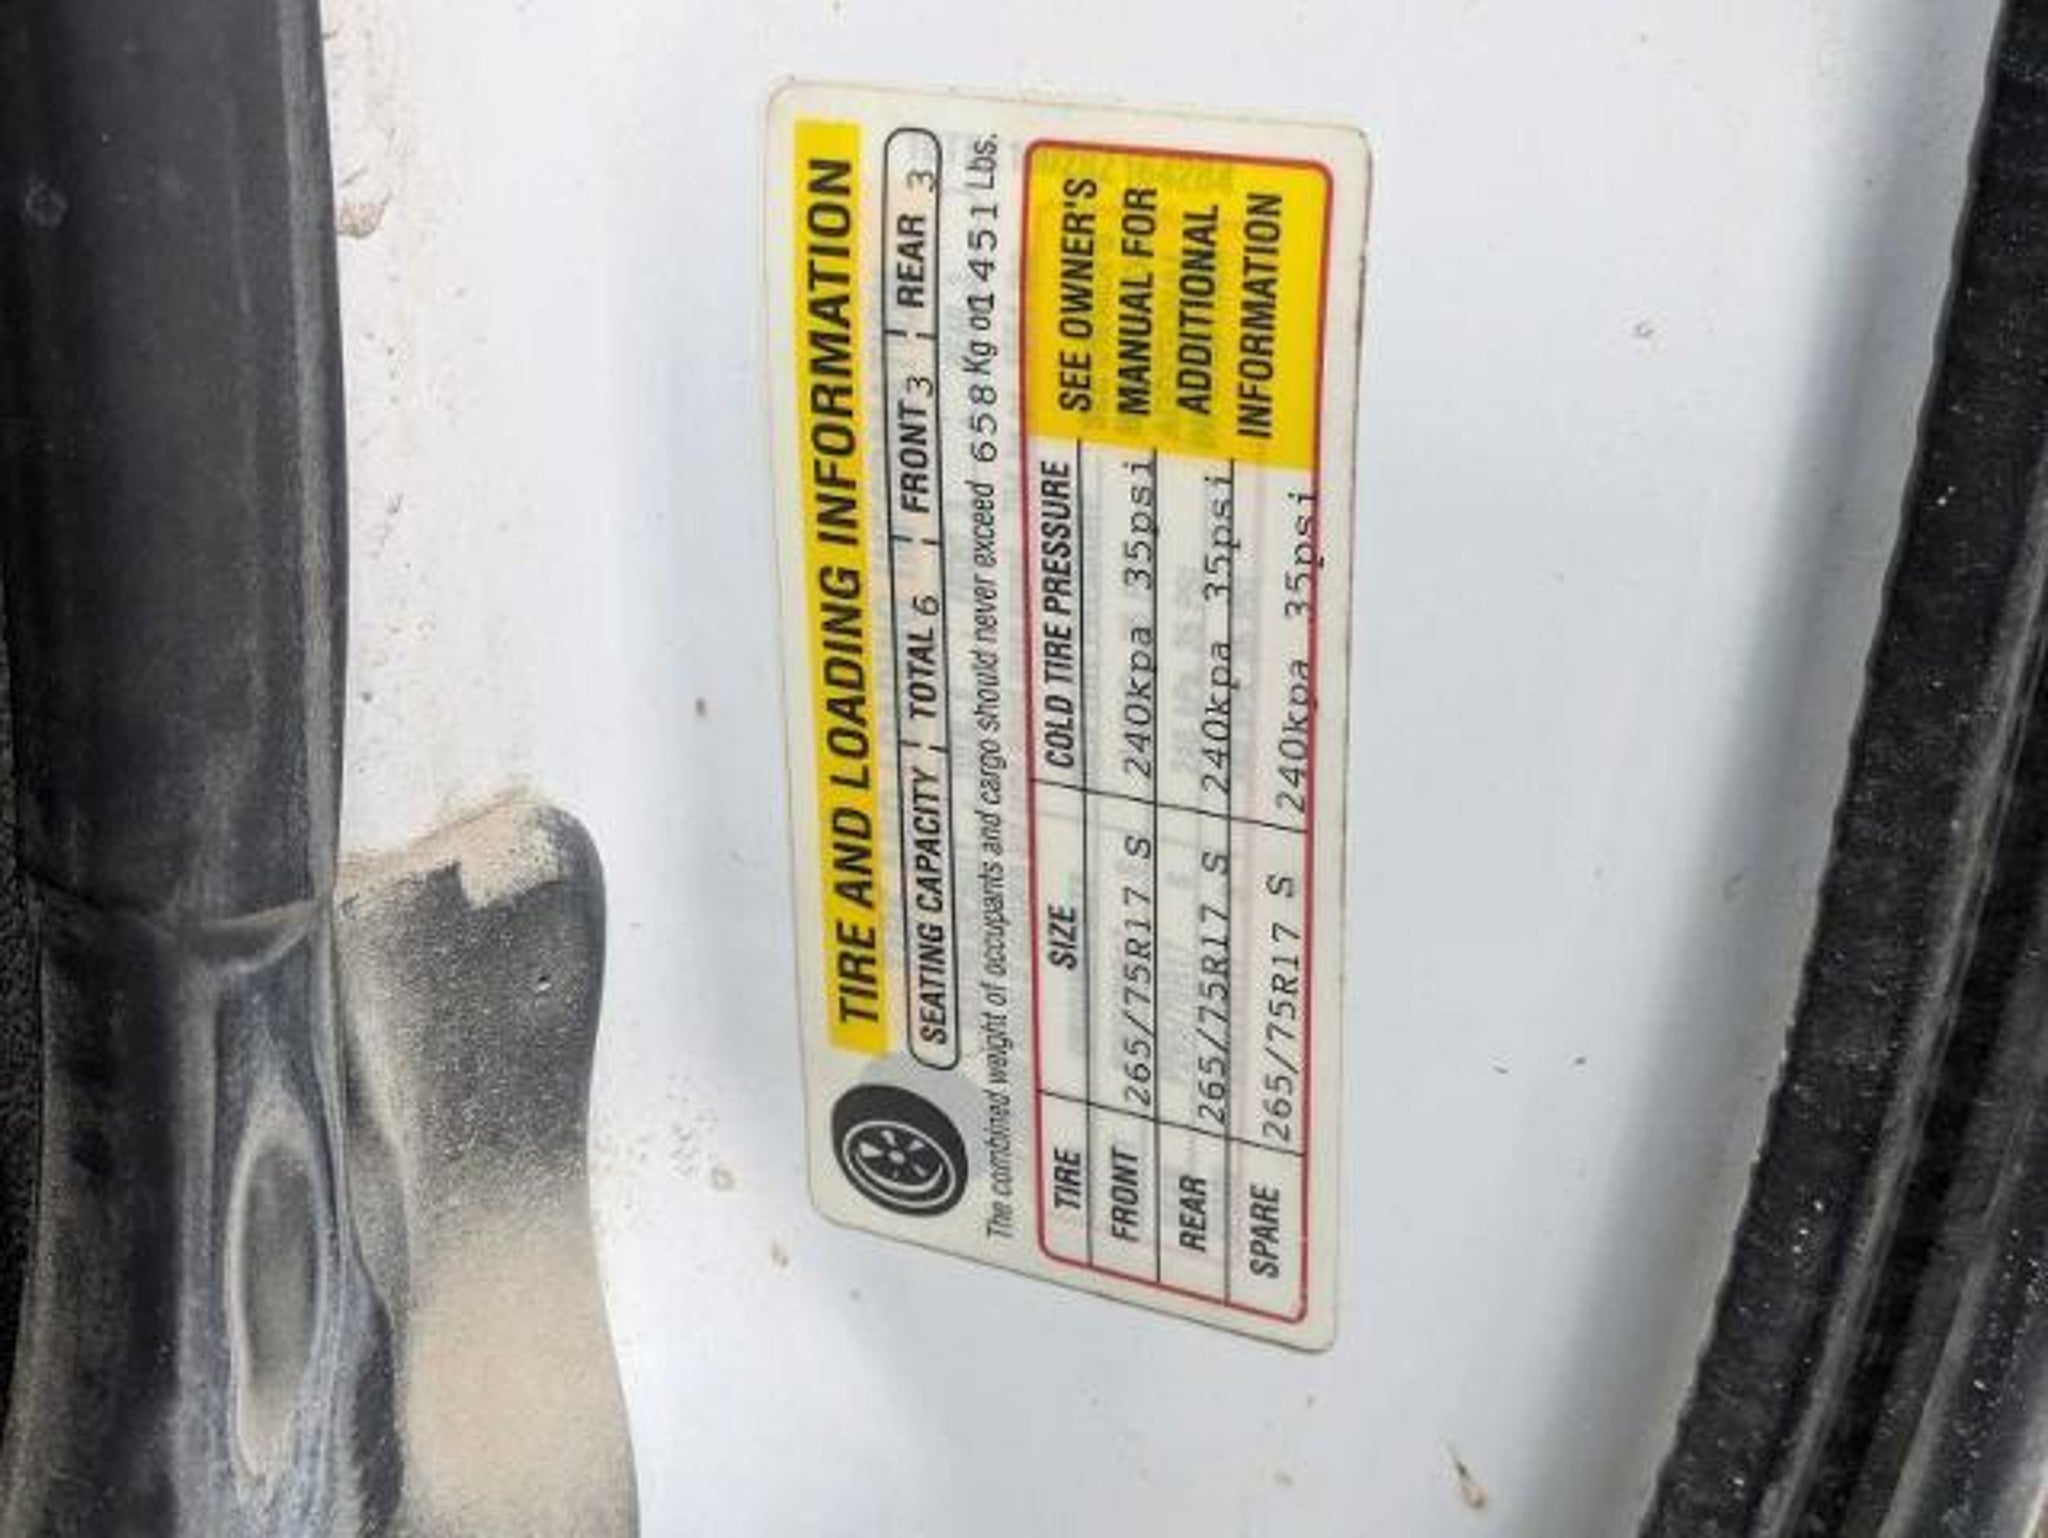 TIRE AND LOADING INFORMATION
SEATING CAPACITY TOTAL 6 FRONT 3 REAR 3
The combined weight of occupants and cargo should never exceed 658 Kg 1451 Lbs.
TIRE SIZE COLD TIRE PRESSURE SEE OWNER'S
FRONT 265/75R17 S 240kpa 35psi MANUAL FOR
REAR 265/75R17 S 240kpa 35psi ADDITIONAL
SPARE 265/75R17 S 240kpa 35psi INFORMATION